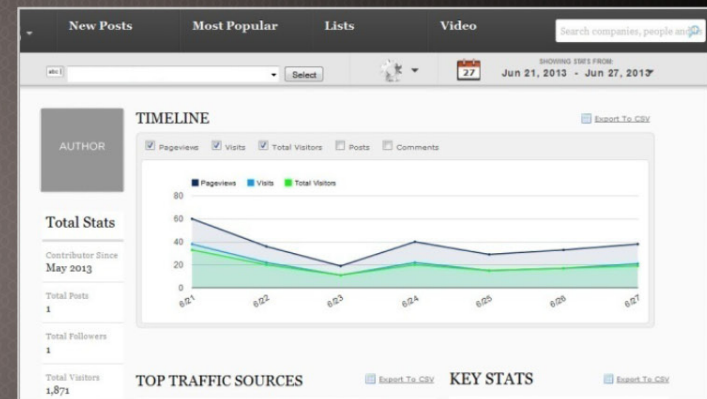 New Posts Most Popular Lists Video
Search companies, people and
abc Select
27
SHOWING STATS FROM:
Jun 21, 2013 - Jun 27, 2013
AUTHOR
TIMELINE
Export To CSV
Pageviews Visits Total Visitors Posts Comments
Pageviews Visits Total Visitors
80
60
40
20
0
6/21 6/22 6/23 6/24 6/25 6/26 6/27
Total Stats
Contributor Since
May 2013
Total Posts
1
Total Followers
1
Total Visitors
1,871
TOP TRAFFIC SOURCES
Export To CSV
KEY STATS
Export To CSV